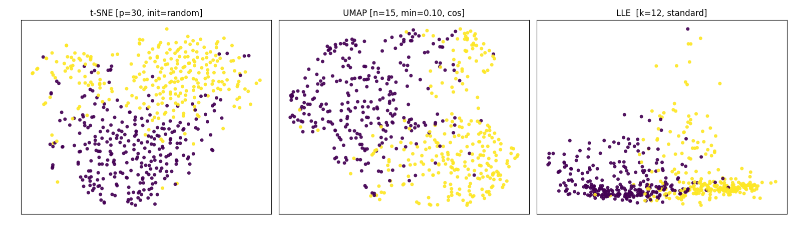 t-SNE [p=30, init=random]
UMAP [n=15, min=0.10, cos]
LLE  [k=12, standard]